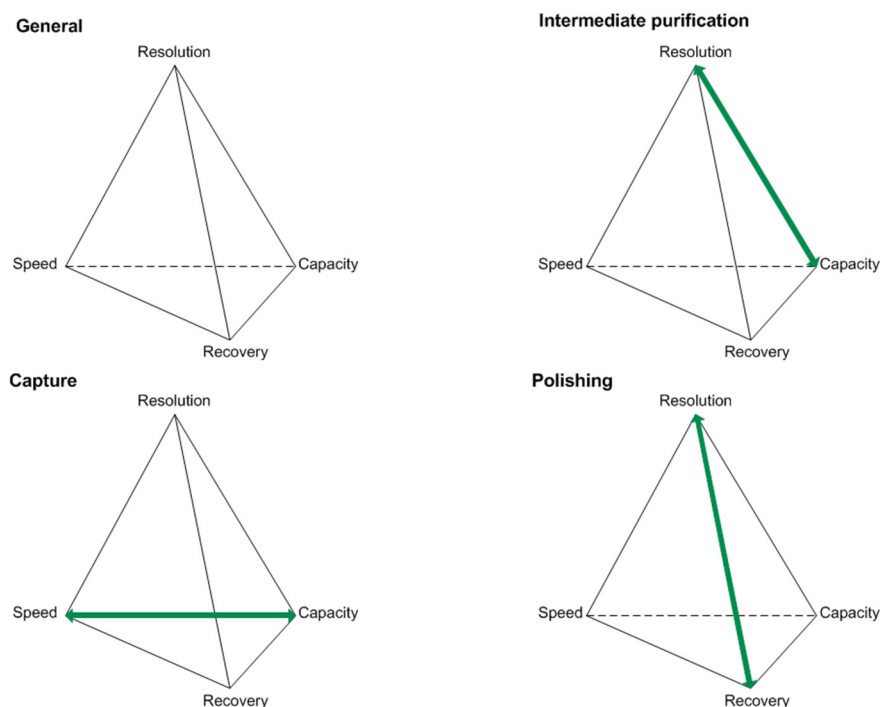 General
Resolution
Speed
Capacity
Recovery
Intermediate purification
Resolution
Speed
Capacity
Recovery
Capture
Resolution
Speed
Capacity
Recovery
Polishing
Resolution
Speed
Capacity
Recovery